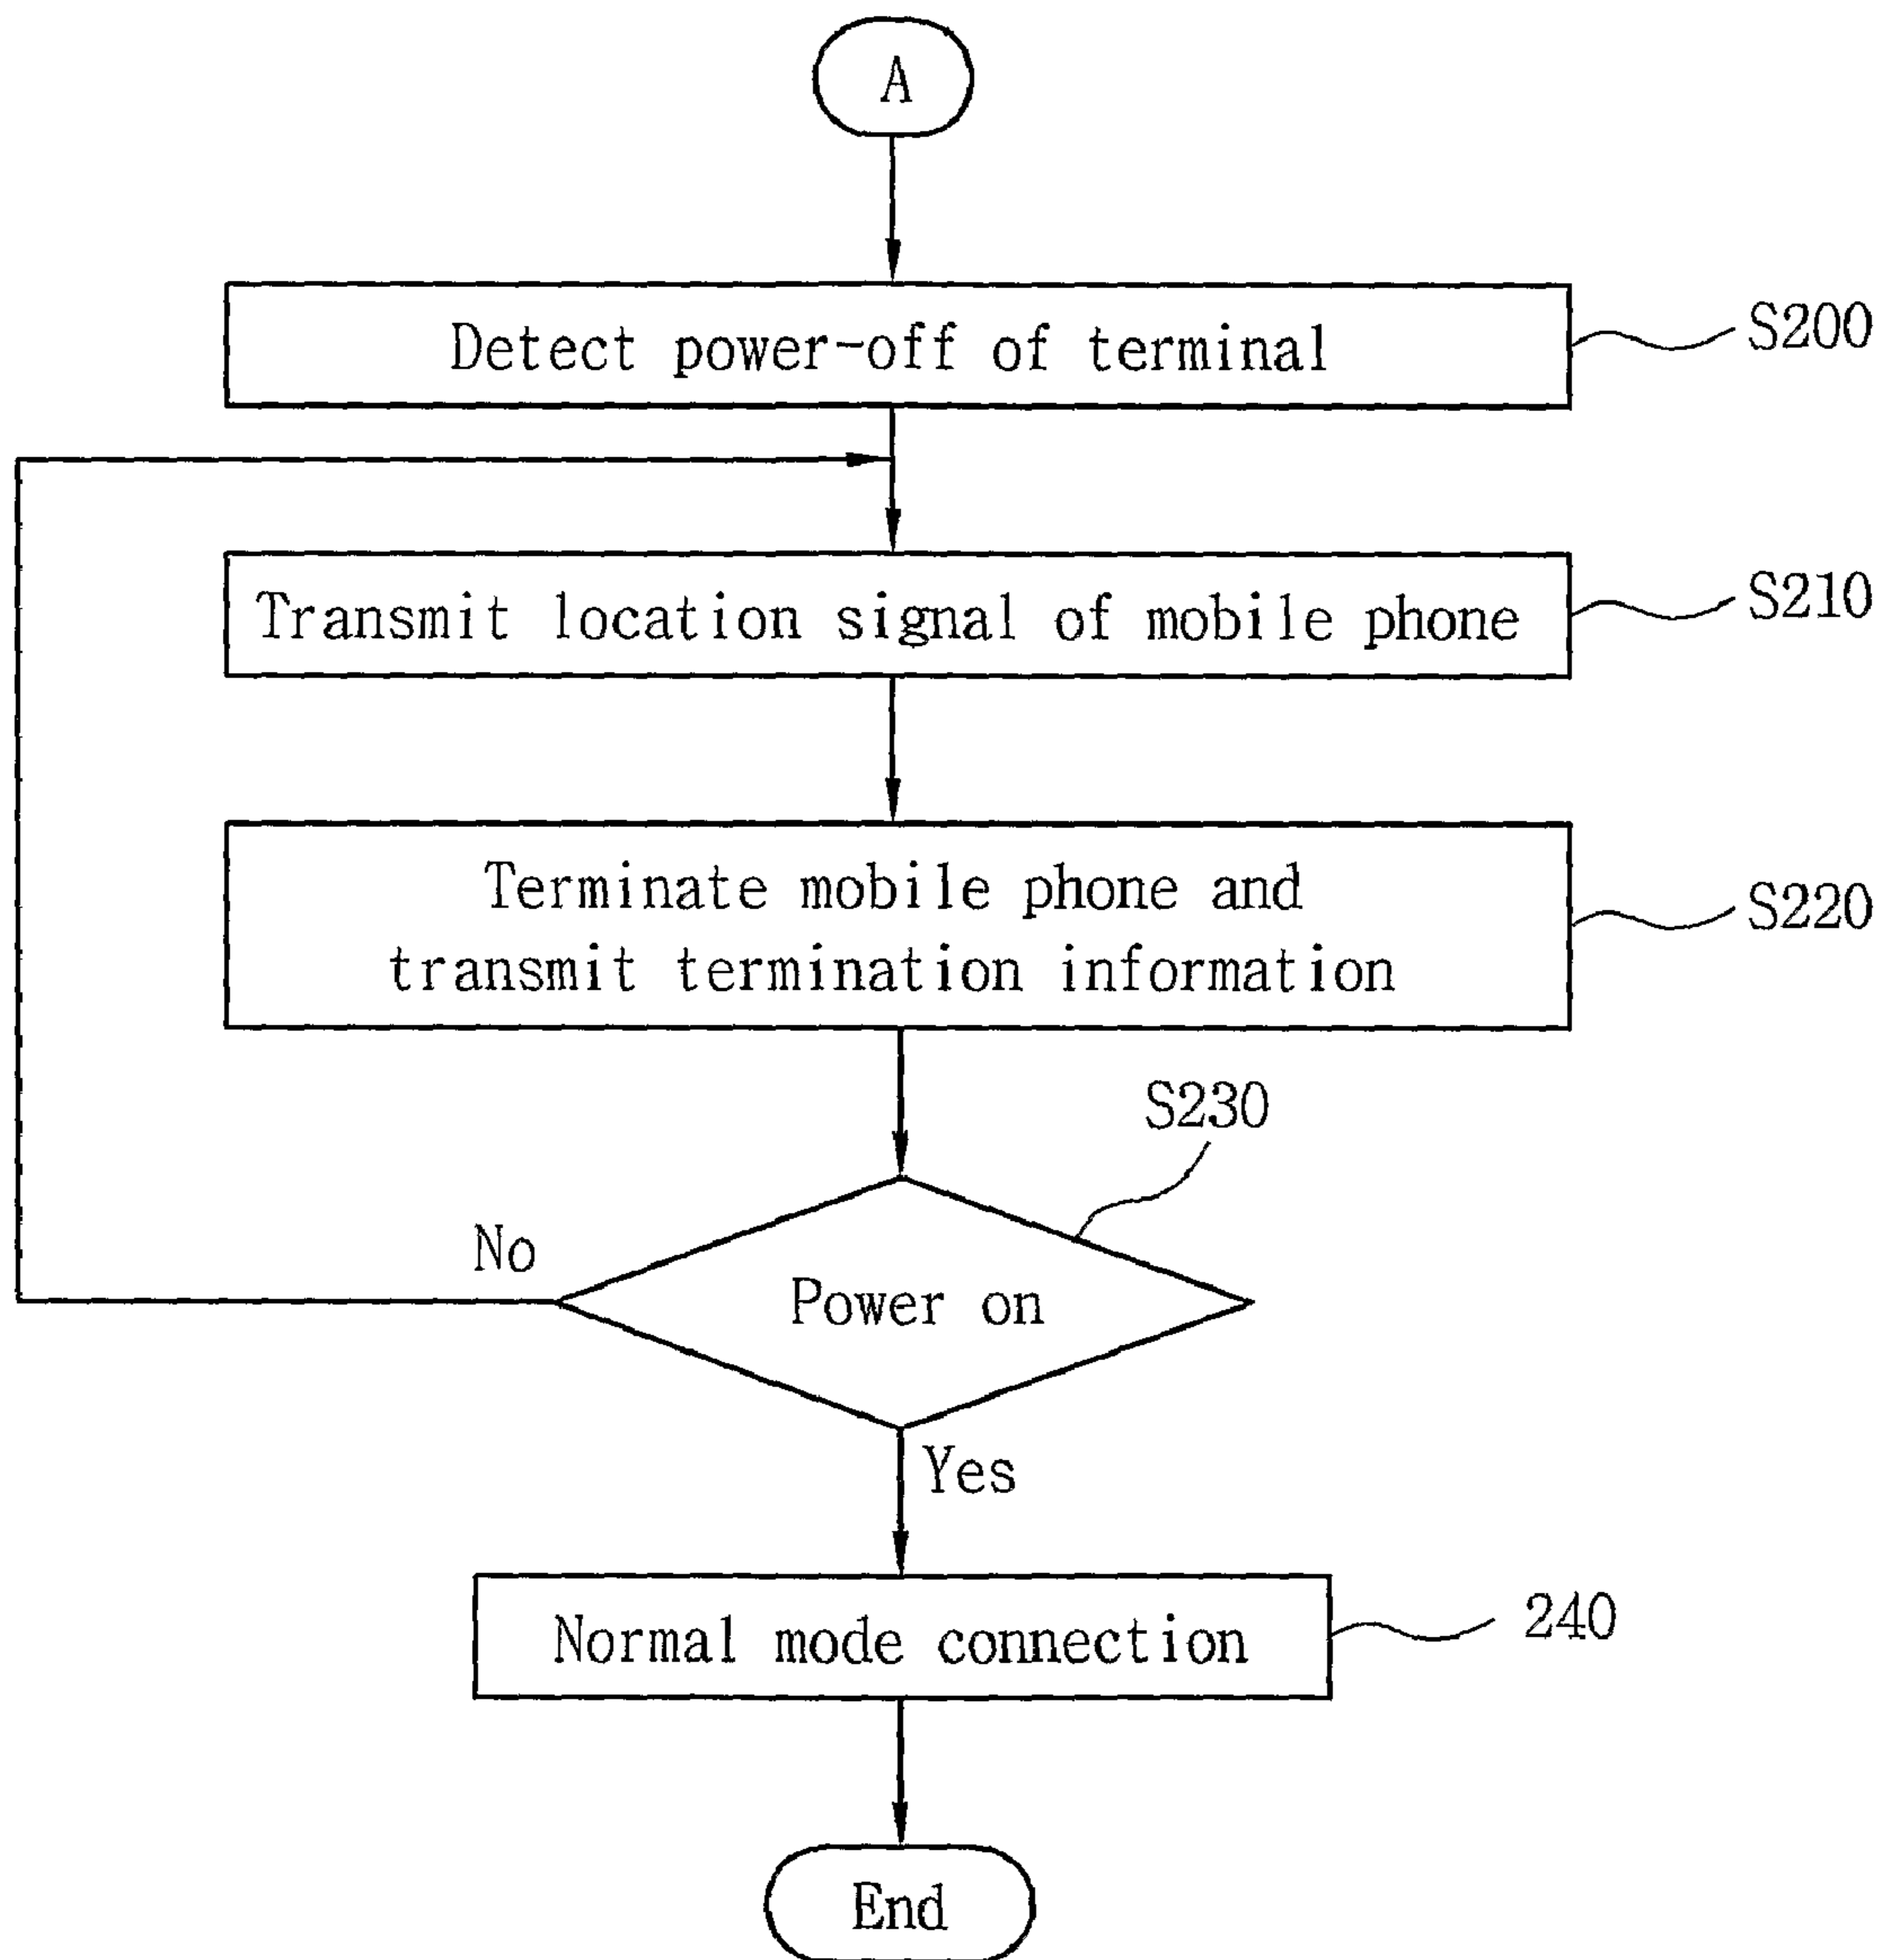 A
Detect power-off of terminal
S200
Transmit location signal of mobile phone
S210
Terminate mobile phone and
transmit termination information
S220
S230
No
Power on
Yes
Normal mode connection
240
End